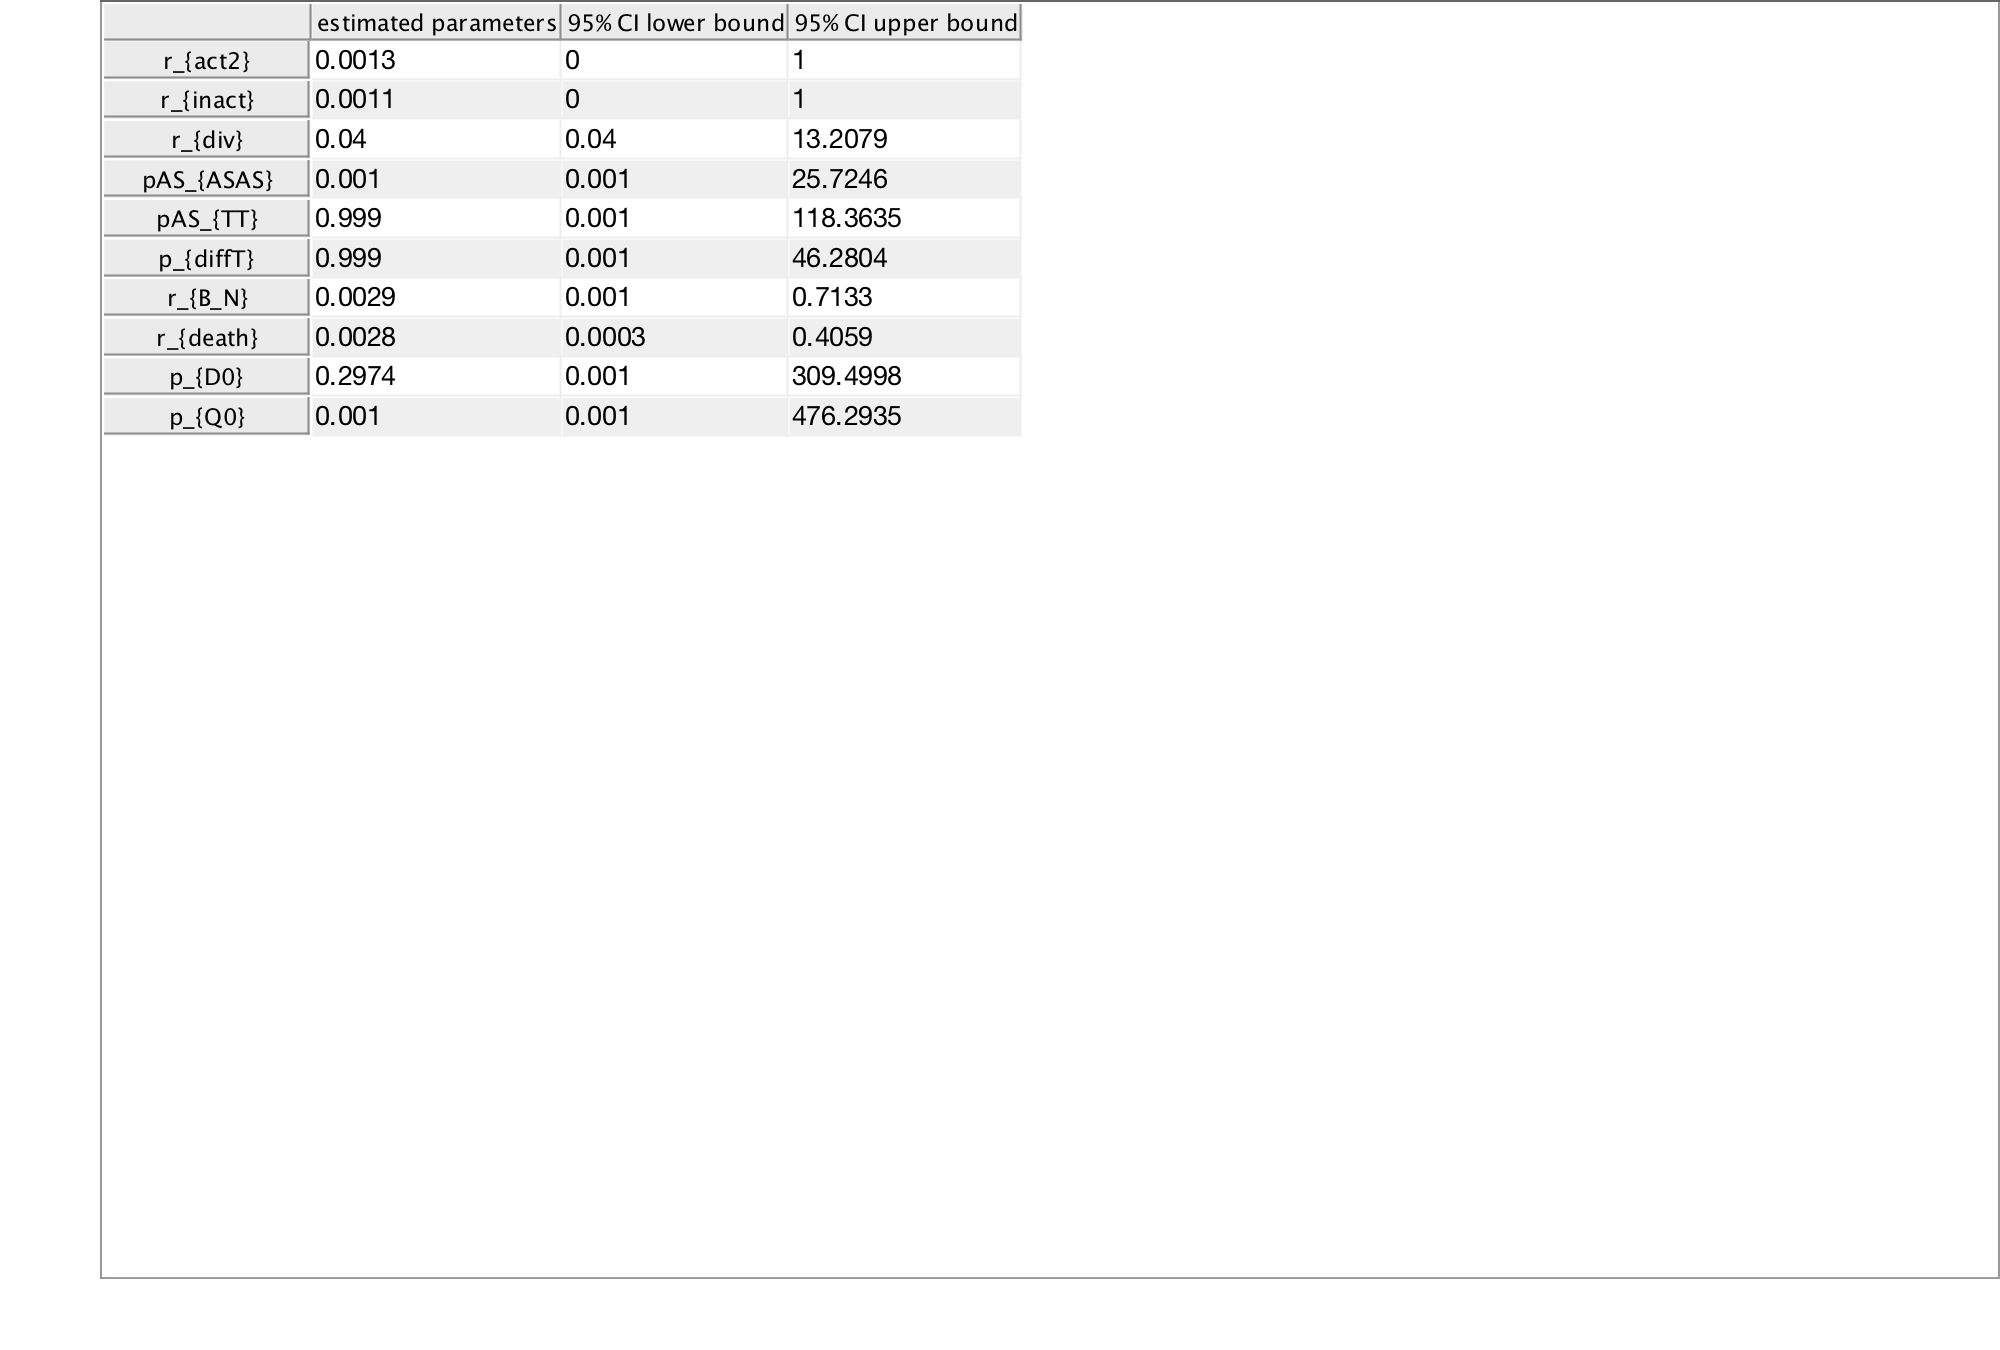 estimated parameters 95% CI lower bound 95% CI upper bound
r_{act2} 0.0013 0 1
r_{inact} 0.0011 0 1
r_{div} 0.04 0.04 13.2079
pAS_{ASAS} 0.001 0.001 25.7246
pAS_{TT} 0.999 0.001 118.3635
p_{diffT} 0.999 0.001 46.2804
r_{B_N} 0.0029 0.001 0.7133
r_{death} 0.0028 0.0003 0.4059
p_{D0} 0.2974 0.001 309.4998
p_{Q0} 0.001 0.001 476.2935